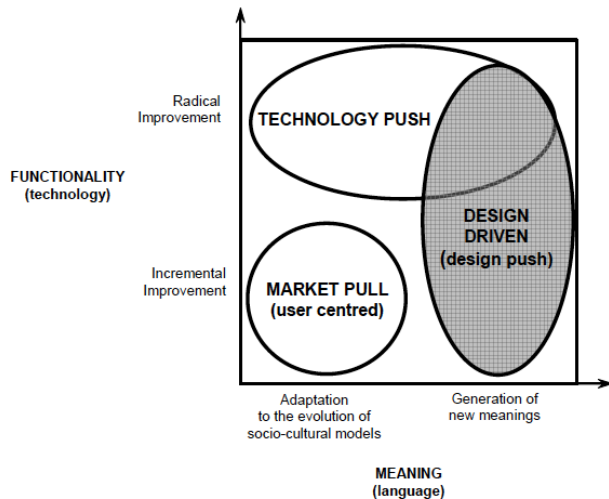 Radical
Improvement
TECHNOLOGY PUSH
FUNCTIONALITY
(technology)
DESIGN
DRIVEN
(design push)
Incremental
Improvement
MARKET PULL
(user centred)
Adaptation
to the evolution of
socio-cultural models
Generation of
new meanings
MEANING
(language)